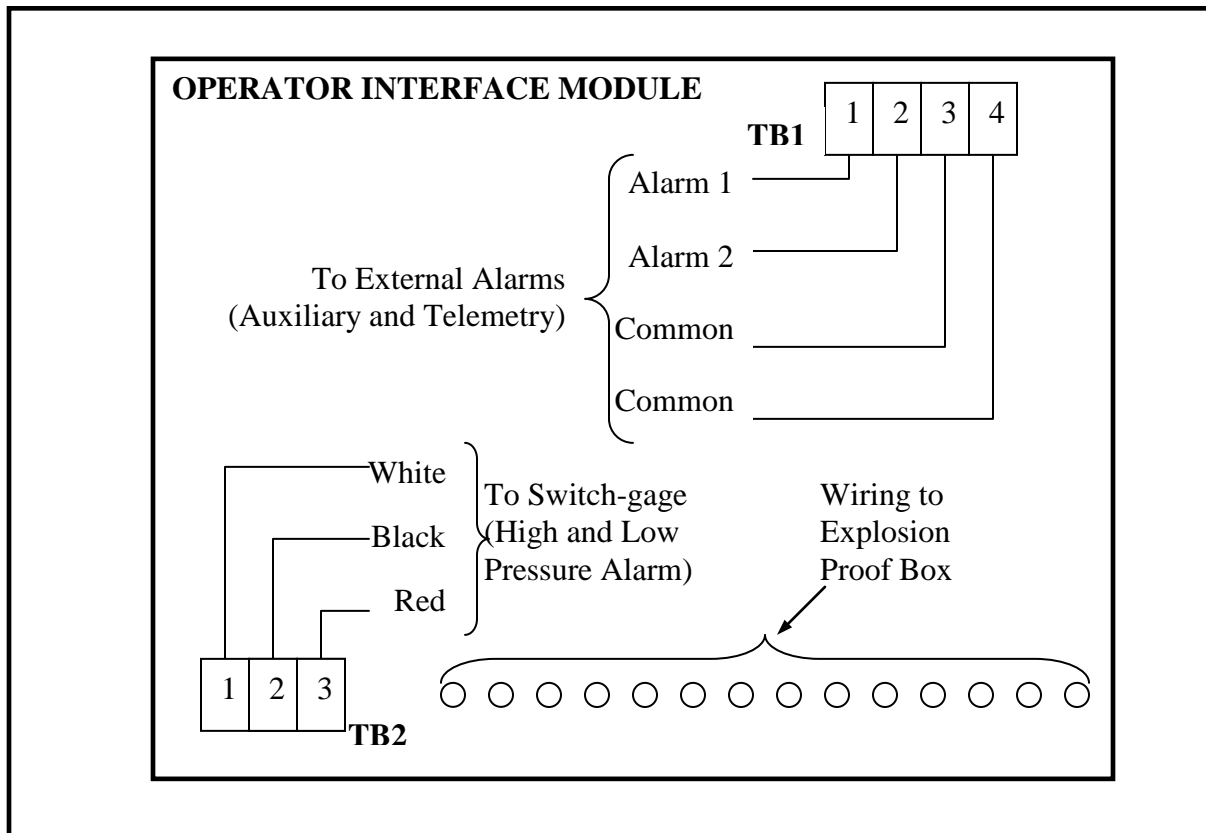 OPERATOR INTERFACE MODULE
TB1
1 2 3 4
Alarm 1
Alarm 2
Common
Common
To External Alarms
(Auxiliary and Telemetry)
White
Black
Red
To Switch-gage
(High and Low
Pressure Alarm)
Wiring to
Explosion
Proof Box
1 2 3
TB2